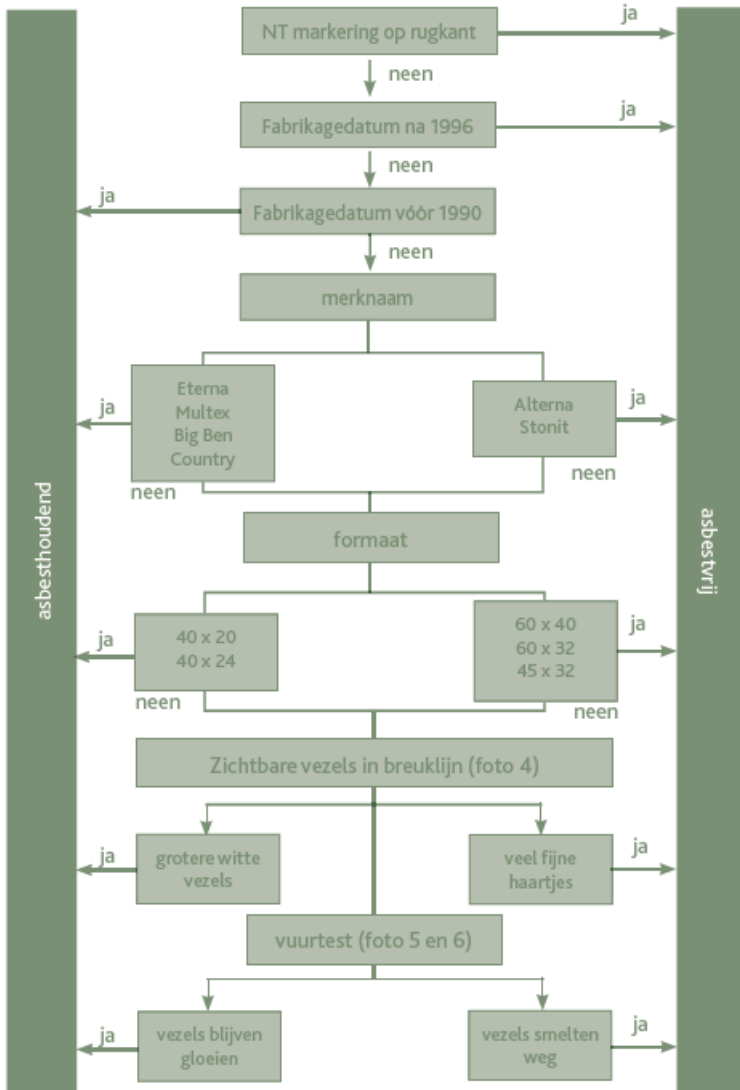 NT markering op rugkant
ja
neen
Fabrikagedatum na 1996
ja
neen
ja
Fabrikagedatum vóór 1990
neen
merknaam
ja
Eterna
Multex
Big Ben
Country
neen
Alterna
Stonit
ja
neen
formaat
ja
40 x 20
40 x 24
neen
60 x 40
60 x 32
45 x 32
ja
neen
Zichtbare vezels in breuklijn (foto 4)
ja
grotere witte
vezels
veel fijne
haartjes
ja
vuurtest (foto 5 en 6)
ja
vezels blijven
gloeien
vezels smelten
weg
ja
asbesthoudend
asbestvrij